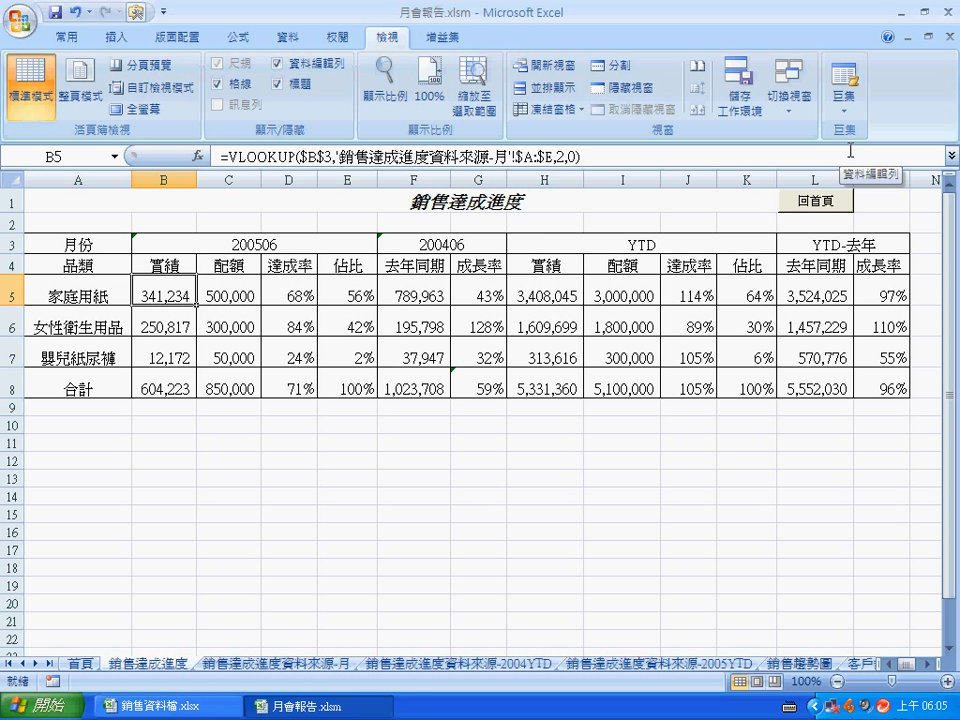 月會報告.xlsm - Microsoft Excel
常用 插入 版面配置 公式 資料 校閱 檢視 增益集
標準模式 整頁模式 分頁預覽 自訂檢視模式 全螢幕 活頁簿檢視
尺規 資料編輯列 格線 標題 訊息列 顯示/隱藏
顯示比例 100% 縮放至選取範圍 顯示比例
開新視窗 並排顯示 凍結窗格 分割 隱藏視窗 取消隱藏視窗 儲存工作環境 切換視窗 視窗
巨集 巨集
B5 fx =VLOOKUP($B$3,'銷售達成進度資料來源-月'!$A:$E,2,0)
資料編輯列
A B C D E F G H I J K L M N
1 銷售達成進度 回首頁
2
3 月份 200506 200406 YTD YTD-去年
4 品類 實績 配額 達成率 佔比 去年同期 成長率 實績 配額 達成率 佔比 去年同期 成長率
5 家庭用紙 341,234 500,000 68% 56% 789,963 43% 3,408,045 3,000,000 114% 64% 3,524,025 97%
6 女性衛生用品 250,817 300,000 84% 42% 195,798 128% 1,609,699 1,800,000 89% 30% 1,457,229 110%
7 嬰兒紙尿褲 12,172 50,000 24% 2% 37,947 32% 313,616 300,000 105% 6% 570,776 55%
8 合計 604,223 850,000 71% 100% 1,023,708 59% 5,331,360 5,100,000 105% 100% 5,552,030 96%
9
10
11
12
13
14
15
16
17
18
19
20
21
22
首頁 銷售達成進度 銷售達成進度資料來源-月 銷售達成進度資料來源-2004YTD 銷售達成進度資料來源-2005YTD 銷售趨勢圖 客戶
就緒 100%
開始 銷售資料檔.xlsx 月會報告.xlsm 上午 06:05